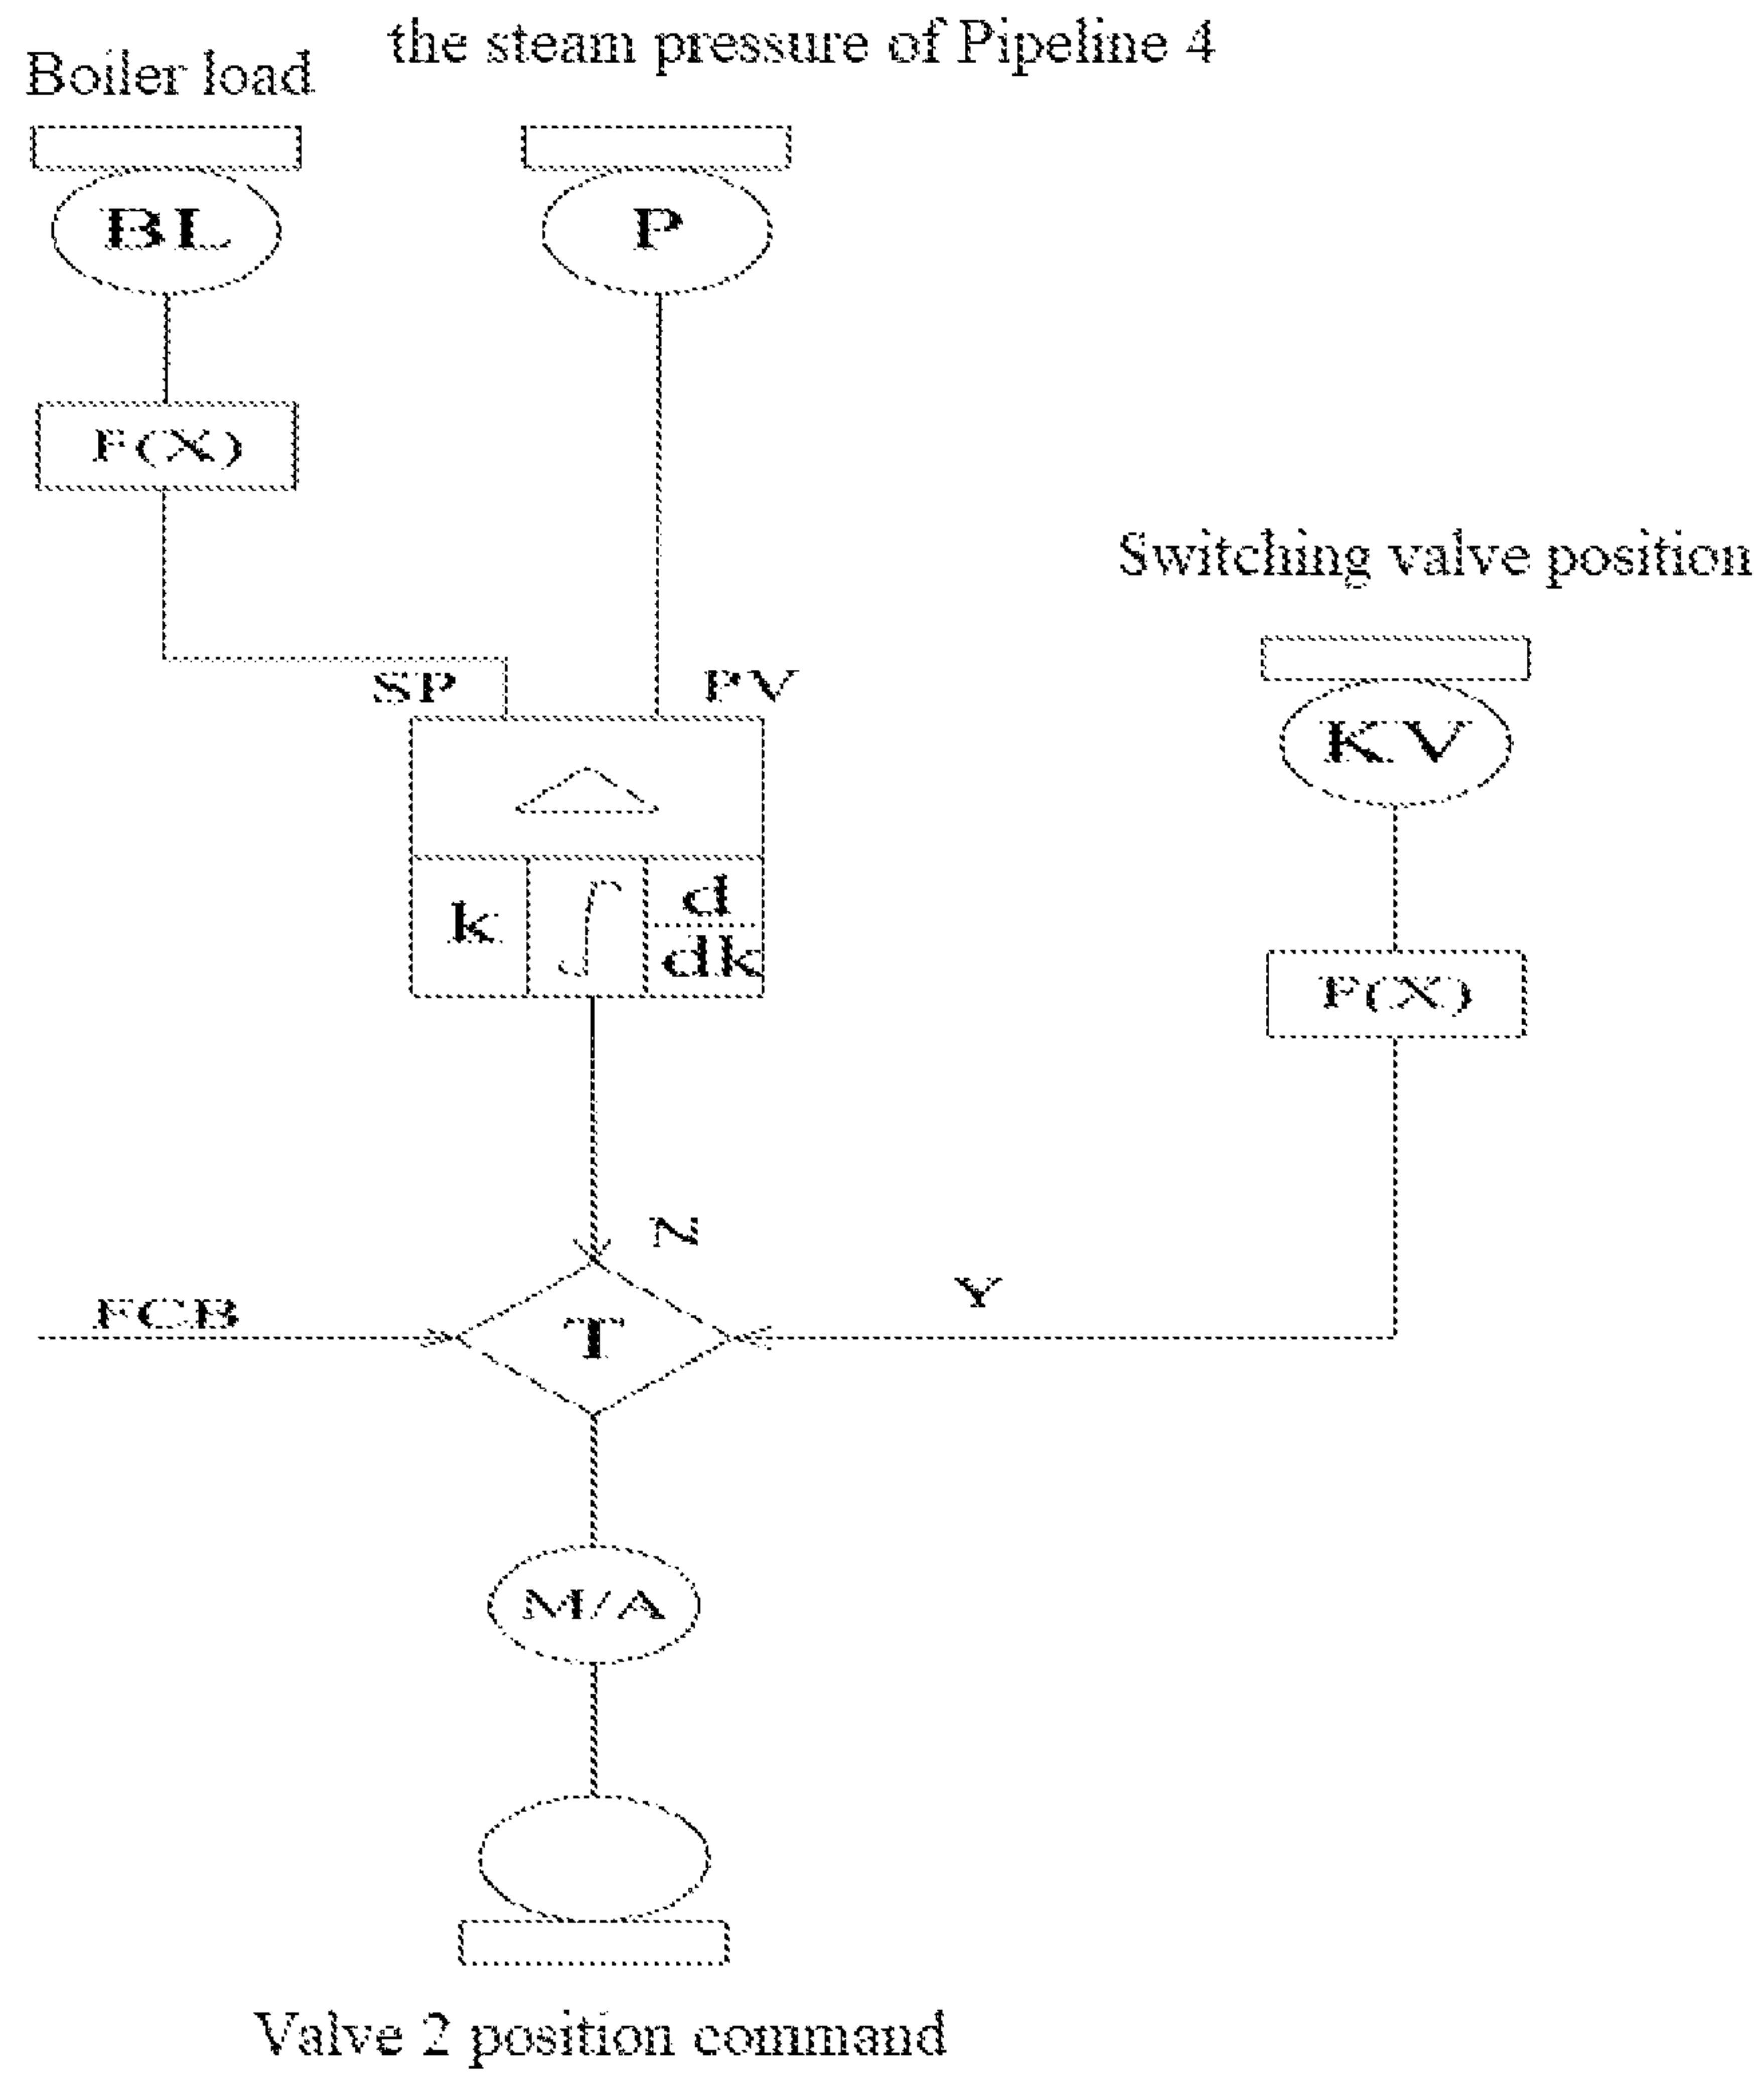 the steam pressure of Pipeline 4
Boiler load
BL
P
F(X)
Switching valve position
SP
PV
KV
k
∫
d
dk
F(X)
N
Y
FCB
T
M/A
Valve 2 position command